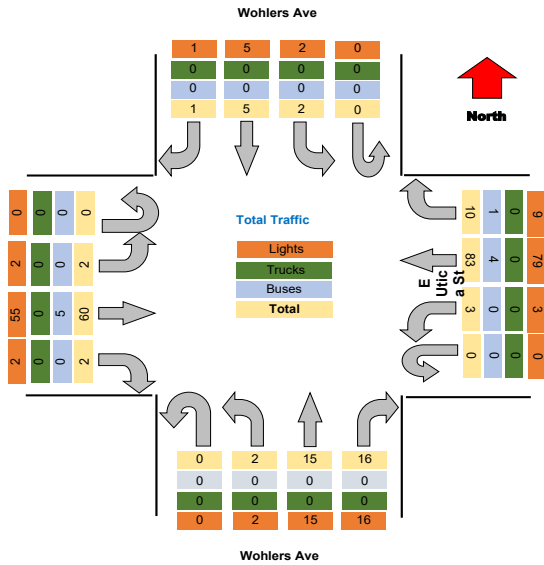 Wohlers Ave
1 5 2 0
0 0 0 0
0 0 0 0
1 5 2 0
North
0 0 0 0
2 0 0 2
55 0 5 60
2 0 0 2
Total Traffic
Lights
Trucks
Buses
Total
E
Utic
a St
10 1 0 9
83 4 0 79
3 0 0 3
0 0 0 0
0 2 15 16
0 0 0 0
0 0 0 0
0 2 15 16
Wohlers Ave